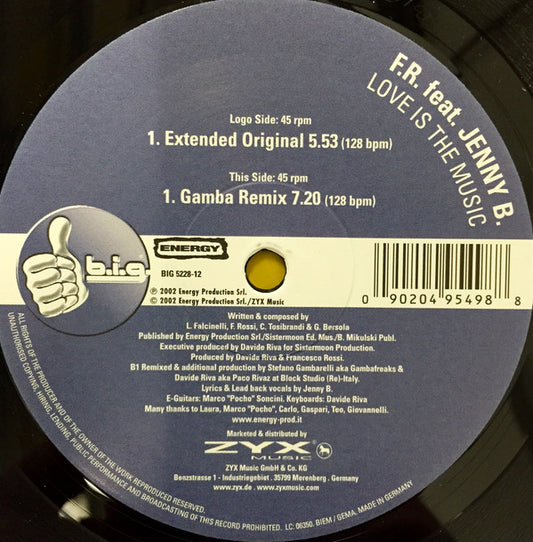 F.R. feat. JENNY B.
LOVE IS THE MUSIC
Logo Side: 45 rpm
1. Extended Original 5.53 (128 bpm)
This Side: 45 rpm
1. Gamba Remix 7.20 (128 bpm)
b.i.g.
ENERGY
BIG 5228-12
℗ 2002 Energy Production Srl.
© 2002 Energy Production Srl./ZYX Music
0 90204 95498 8
Written & composed by
L. Falcinelli, F. Rossi, C. Tosibrandi & G. Bersola
Published by Energy Production Srl./Sistermoon Ed. Mus./B. Mikulski Publ.
Executive produced by Davide Riva for Sistermoon Production.
Produced by Davide Riva & Francesco Rossi.
B1 Remixed & additional production by Stefano Gambarelli aka Gambafreaks &
Davide Riva aka Paco Rivaz at Block Studio (Re)-Italy.
Lyrics & Lead back vocals by Jenny B.
E-Guitars: Marco "Pocho" Soncini. Keyboards: Davide Riva
Many thanks to Laura, Marco "Pocho", Carlo, Gaspari, Teo, Giovannelli.
www.energy-prod.it
Marketed & distributed by
ZYX
MUSIC
ZYX Music GmbH & Co. KG
Benzstrasse 1 . Industriegebiet . 35799 Merenberg . Germany
www.zyx.de . www.zyxmusic.com
ALL RIGHTS OF THE PRODUCER AND OF THE OWNER OF THE WORK REPRODUCED RESERVED.
UNAUTHORISED COPYING, HIRING, LENDING, PUBLIC PERFORMANCE AND BROADCASTING OF THIS RECORD PROHIBITED. LC: 06350. BIEM / GEMA. MADE IN GERMANY